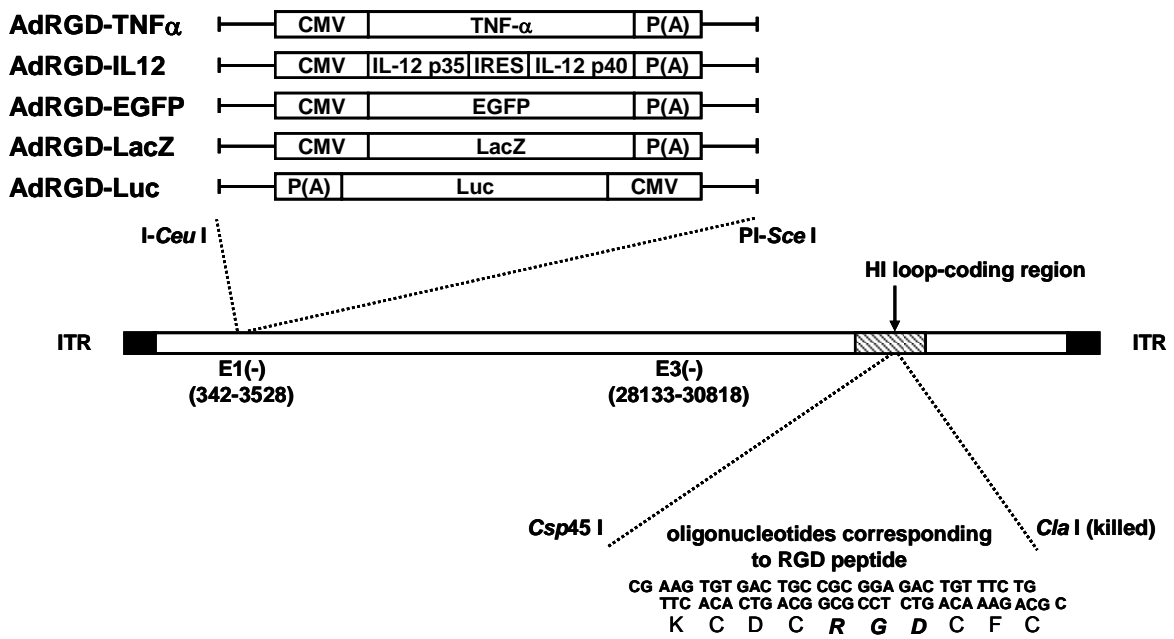 AdRGD-TNFα CMV TNF-α P(A)
AdRGD-IL12 CMV IL-12 p35 IRES IL-12 p40 P(A)
AdRGD-EGFP CMV EGFP P(A)
AdRGD-LacZ CMV LacZ P(A)
AdRGD-Luc P(A) Luc CMV
I-Ceu I PI-Sce I
HI loop-coding region
ITR ITR
E1(-) E3(-)
(342-3528) (28133-30818)
Csp45 I Cla I (killed)
oligonucleotides corresponding
to RGD peptide
CG AAG TGT GAC TGC CGC GGA GAC TGT TTC TG
TTC ACA CTG ACG GCG CCT CTG ACA AAG ACG C
K C D C R G D C F C